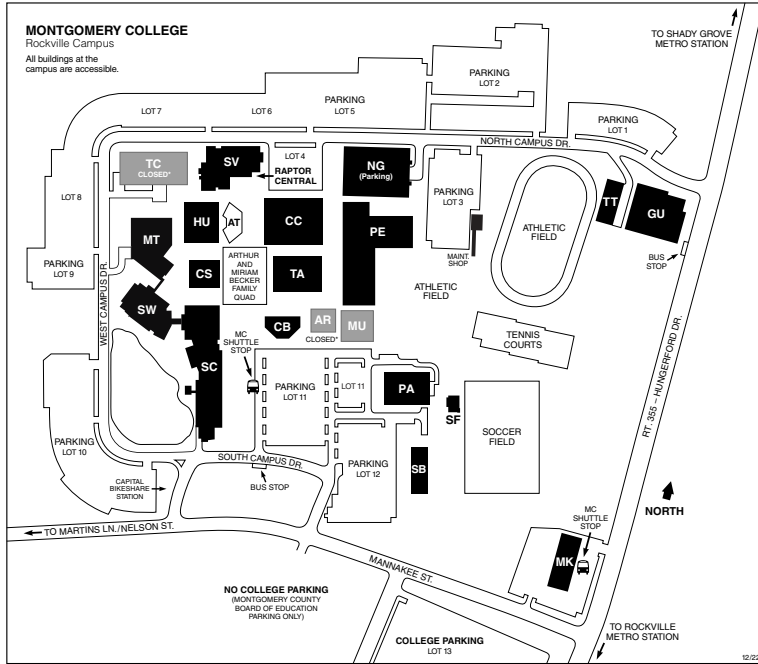 MONTGOMERY COLLEGE
Rockville Campus
All buildings at the
campus are accessible.
TO SHADY GROVE
METRO STATION
PARKING
LOT 2
LOT 7
LOT 6
PARKING
LOT 5
PARKING
LOT 1
NORTH CAMPUS DR.
TC
CLOSED*
SV
LOT 4
RAPTOR
CENTRAL
NG
(Parking)
PARKING
LOT 3
LOT 8
TT
GU
HU
AT
CC
PE
ATHLETIC
FIELD
MT
MAINT.
SHOP
BUS
STOP
PARKING
LOT 9
CS
ARTHUR
AND
MIRIAM
BECKER
FAMILY
QUAD
TA
ATHLETIC
FIELD
WEST CAMPUS DR.
SW
CB
AR
CLOSED*
MU
TENNIS
COURTS
RT. 355 – HUNGERFORD DR.
MC
SHUTTLE
STOP
SC
PARKING
LOT 11
LOT 11
PA
SF
SOCCER
FIELD
PARKING
LOT 10
SOUTH CAMPUS DR.
PARKING
LOT 12
SB
CAPITAL
BIKESHARE
STATION
BUS STOP
NORTH
MC
SHUTTLE
STOP
TO MARTINS LN./NELSON ST.
MANNAKEE ST.
MK
NO COLLEGE PARKING
(MONTGOMERY COUNTY
BOARD OF EDUCATION
PARKING ONLY)
COLLEGE PARKING
LOT 13
TO ROCKVILLE
METRO STATION
12/22